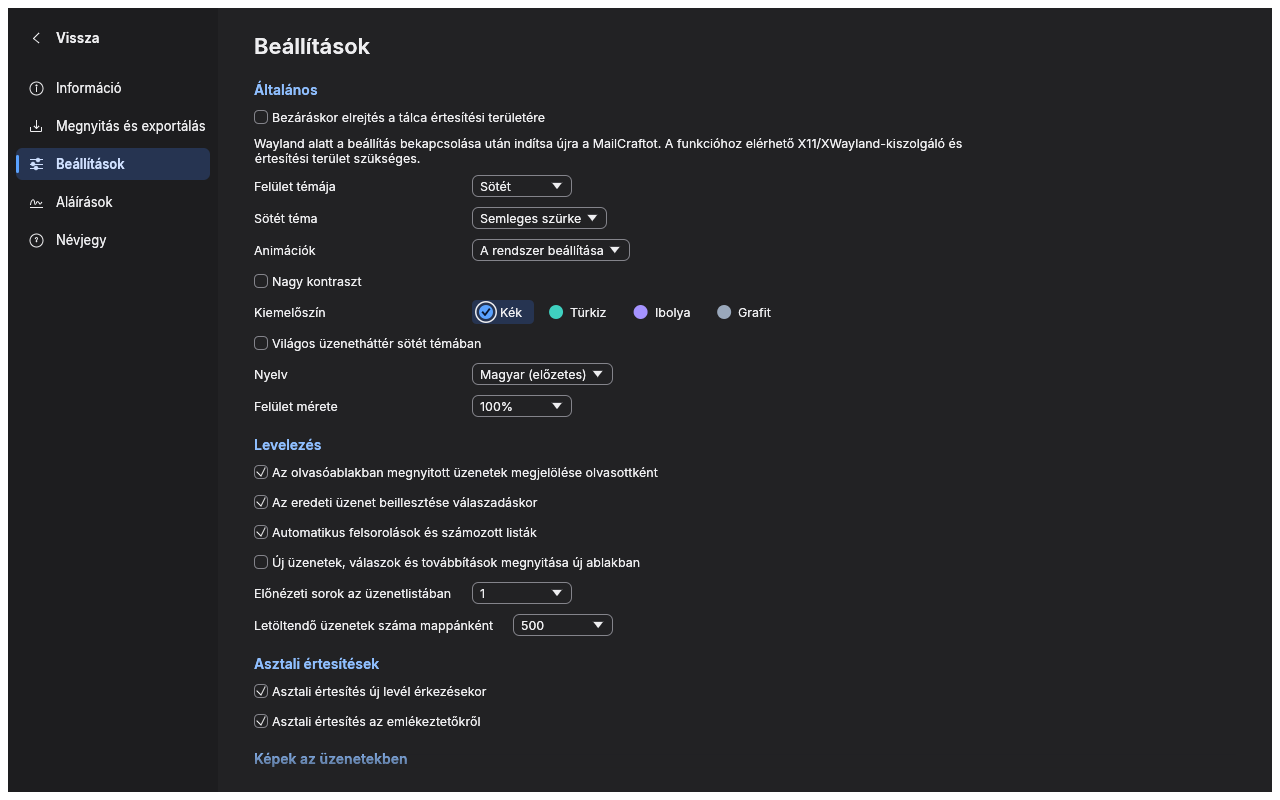 Vissza
Információ
Megnyitás és exportálás
Beállítások
Aláírások
Névjegy
Beállítások
Általános
Bezáráskor elrejtés a tálca értesítési területére
Wayland alatt a beállítás bekapcsolása után indítsa újra a MailCraftot. A funkcióhoz elérhető X11/XWayland-kiszolgáló és
értesítési terület szükséges.
Felület témája Sötét
Sötét téma Semleges szürke
Animációk A rendszer beállítása
Nagy kontraszt
Kiemelőszín Kék Türkiz Ibolya Grafit
Világos üzenetháttér sötét témában
Nyelv Magyar (előzetes)
Felület mérete 100%
Levelezés
Az olvasóablakban megnyitott üzenetek megjelölése olvasottként
Az eredeti üzenet beillesztése válaszadáskor
Automatikus felsorolások és számozott listák
Új üzenetek, válaszok és továbbítások megnyitása új ablakban
Előnézeti sorok az üzenetlistában 1
Letöltendő üzenetek száma mappánként 500
Asztali értesítések
Asztali értesítés új levél érkezésekor
Asztali értesítés az emlékeztetőkről
Képek az üzenetekben